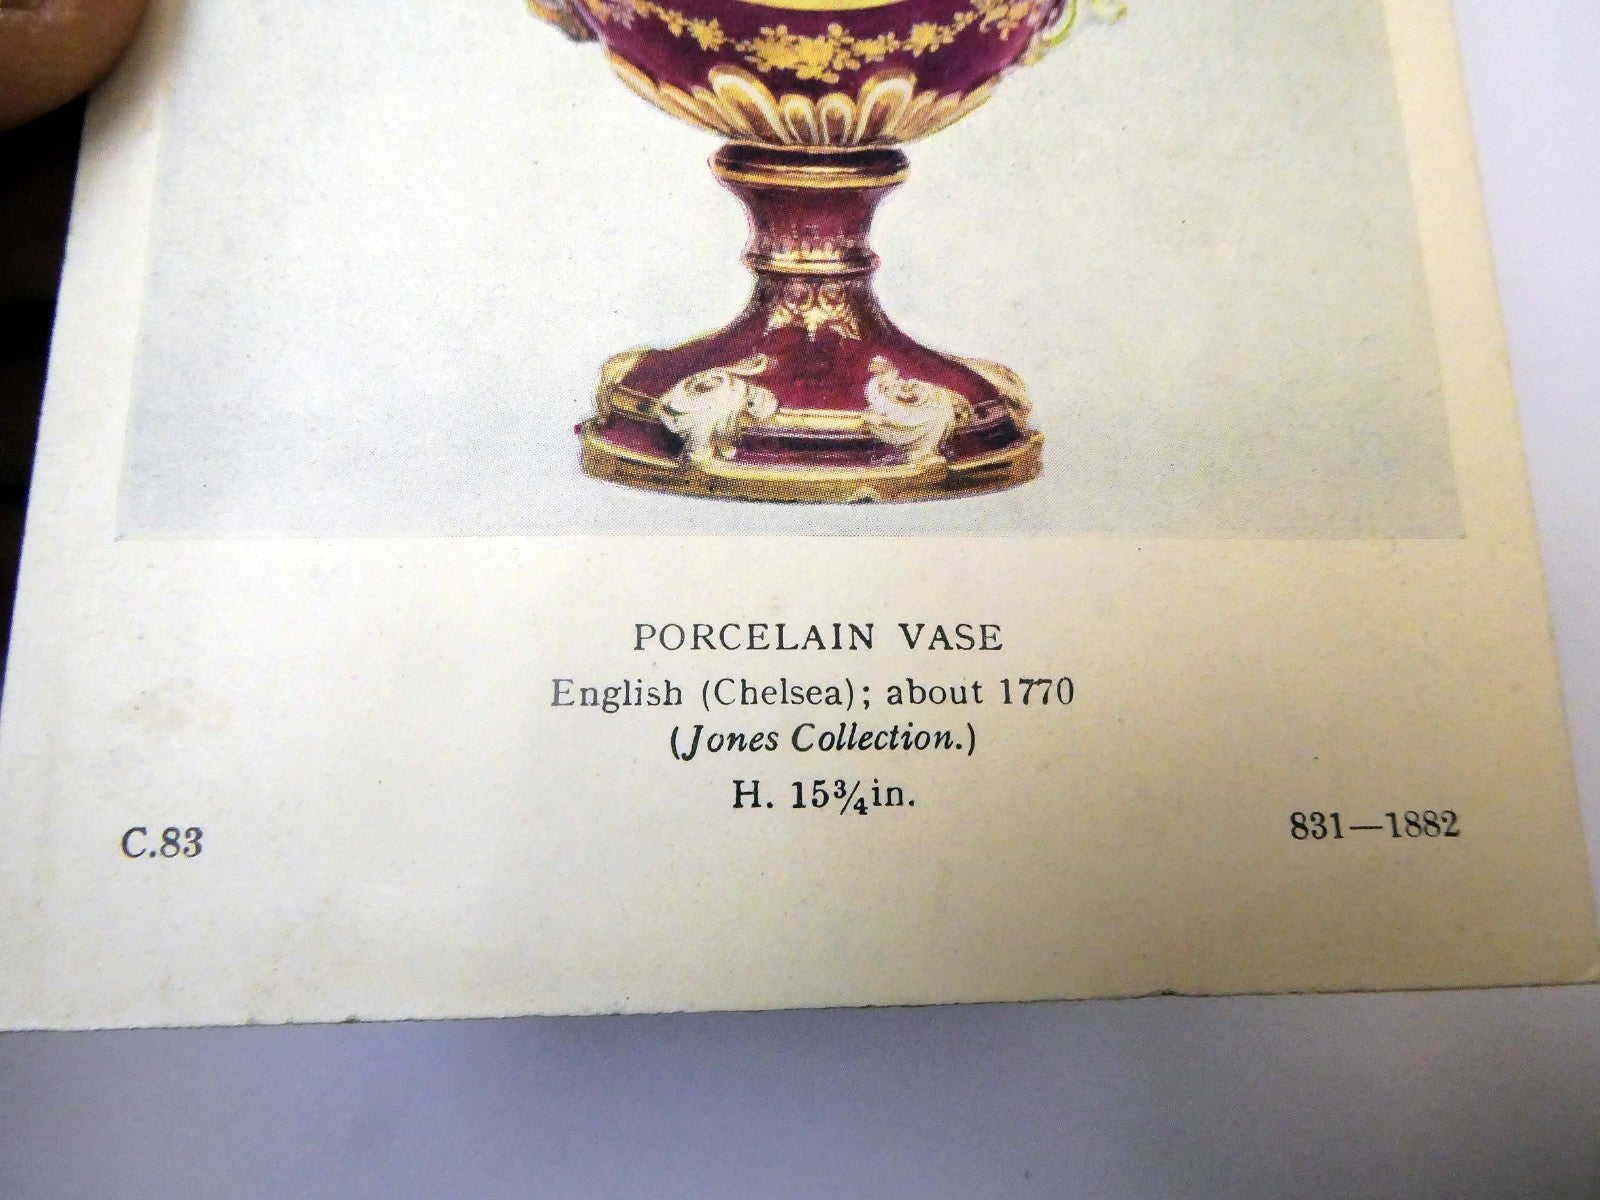 PORCELAIN VASE
English (Chelsea); about 1770
(Jones Collection.)
H. 15¾in.
C.83
831—1882